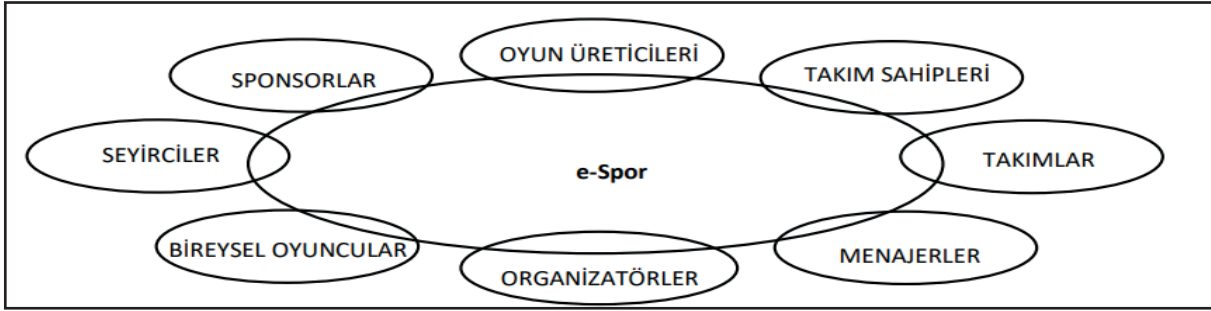 OYUN ÜRETİCİLERİ
SPONSORLAR
TAKIM SAHİPLERİ
SEYİRCİLER
e-Spor
TAKIMLAR
BİREYSEL OYUNCULAR
ORGANİZATÖRLER
MENAJERLER